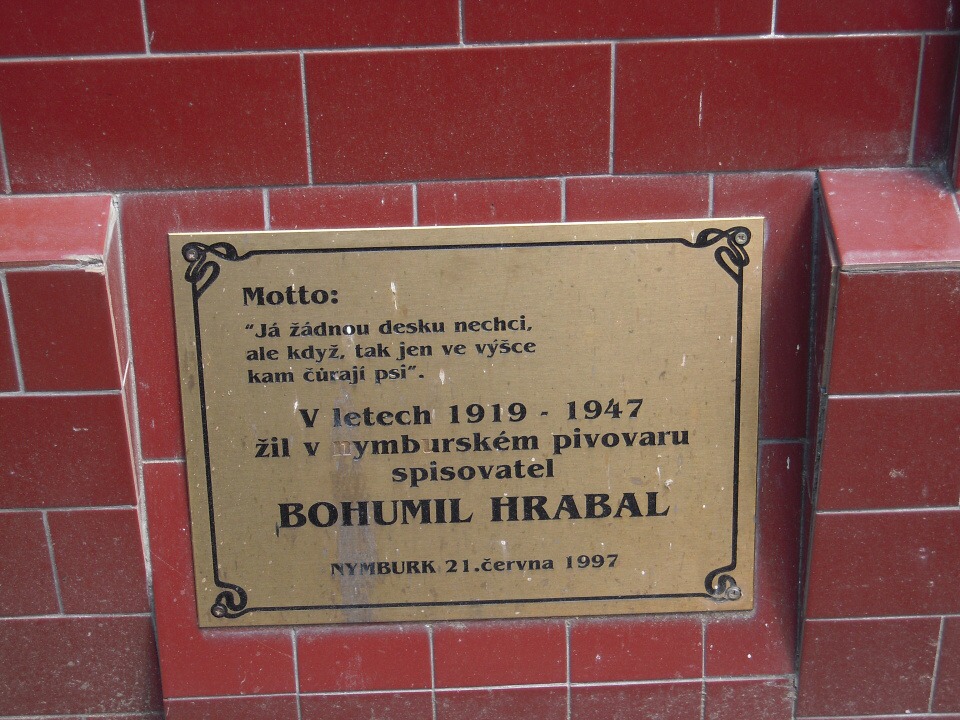 Motto:
"Já žádnou desku nechci,
ale když, tak jen ve výšce
kam čůrají psi".
V letech 1919 - 1947
žil v nymburském pivovaru
spisovatel
BOHUMIL HRABAL
NYMBURK 21.června 1997